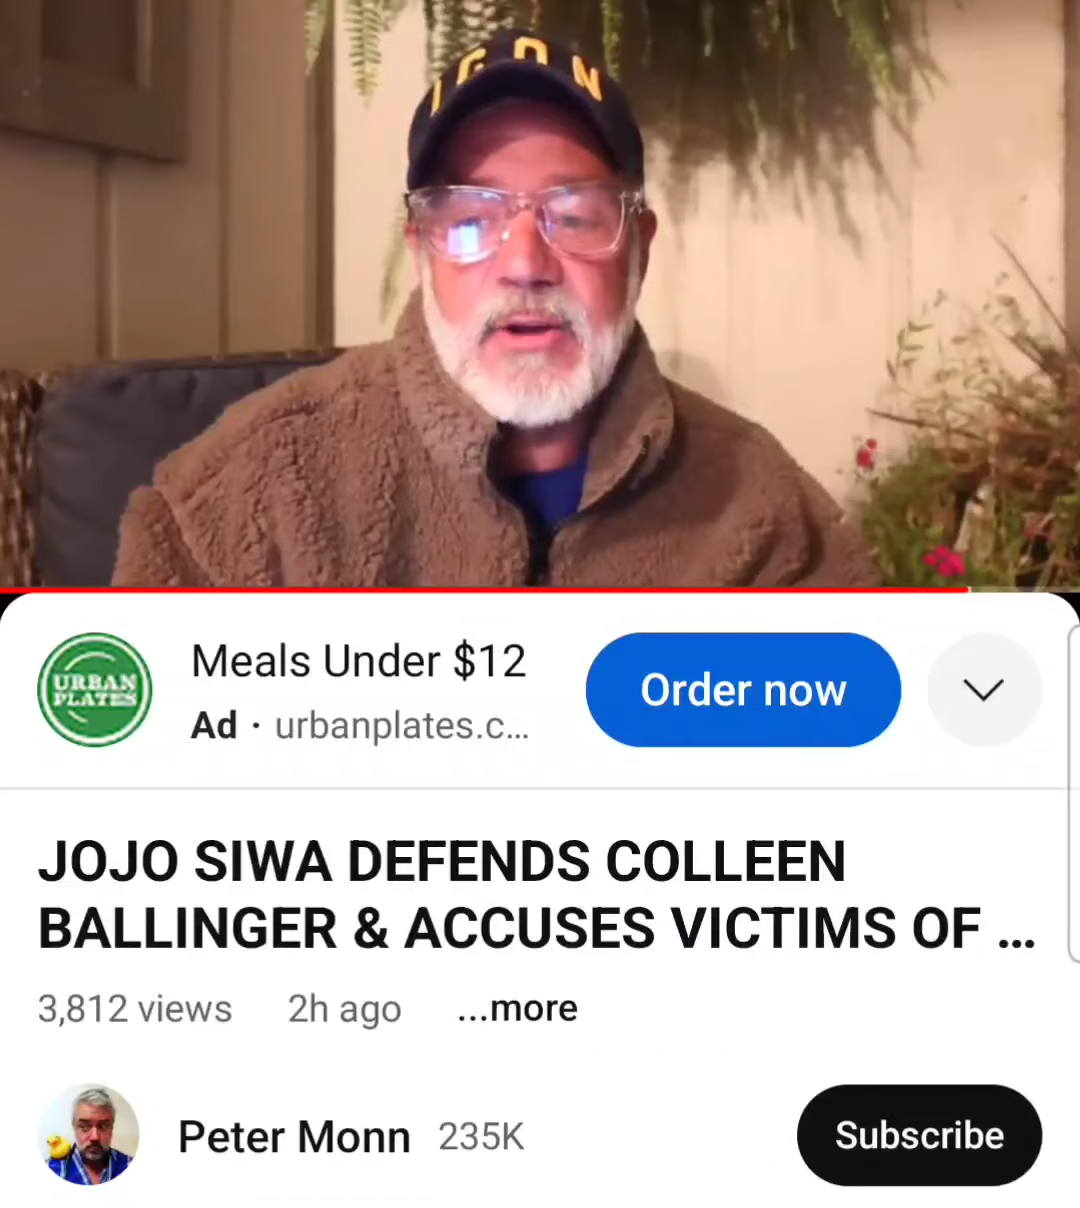 ICON
URBAN
PLATES
Meals Under $12
Ad · urbanplates.c...
Order now
JOJO SIWA DEFENDS COLLEEN
BALLINGER & ACCUSES VICTIMS OF ...
3,812 views 2h ago ...more
Peter Monn 235K
Subscribe